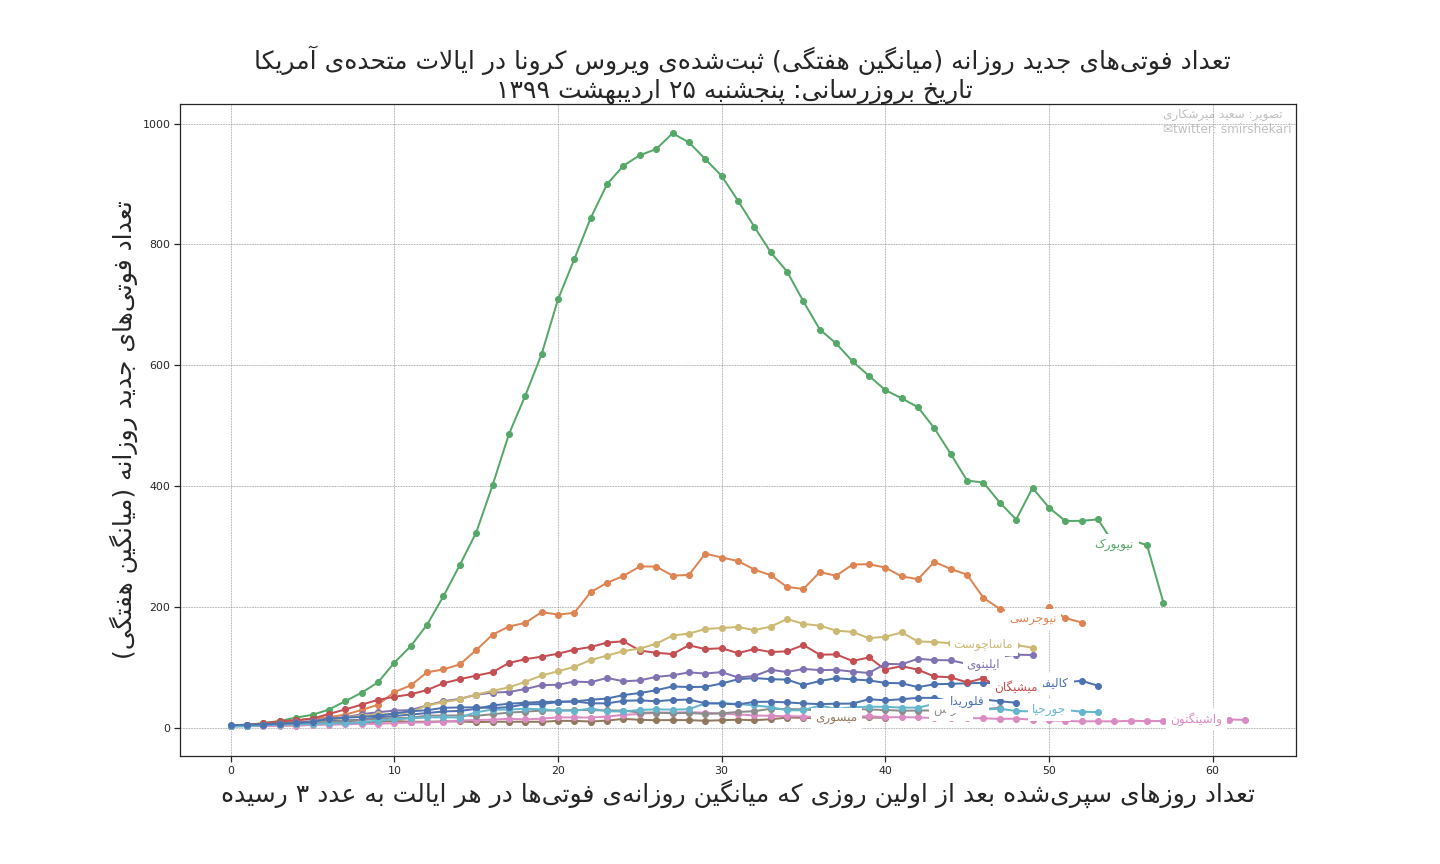 تعداد فوتی‌های جدید روزانه (میانگین هفتگی) ثبت‌شده‌ی ویروس کرونا در ایالات متحده‌ی آمریکا
تاریخ بروزرسانی: پنجشنبه ۲۵ اردیبهشت ۱۳۹۹
تصویر: سعید میرشکاری
✉twitter: smirshekari
تعداد فوتی‌های جدید روزانه (میانگین هفتگی)
1000
800
600
400
200
0
نیویورک
نیوجرسی
ماساچوست
ایلینوی
کالیف
میشیگان
فلوریدا
جورجیا
میسوری
واشینگتون
0 10 20 30 40 50 60
تعداد روزهای سپری‌شده بعد از اولین روزی که میانگین روزانه‌ی فوتی‌ها در هر ایالت به عدد ۳ رسیده